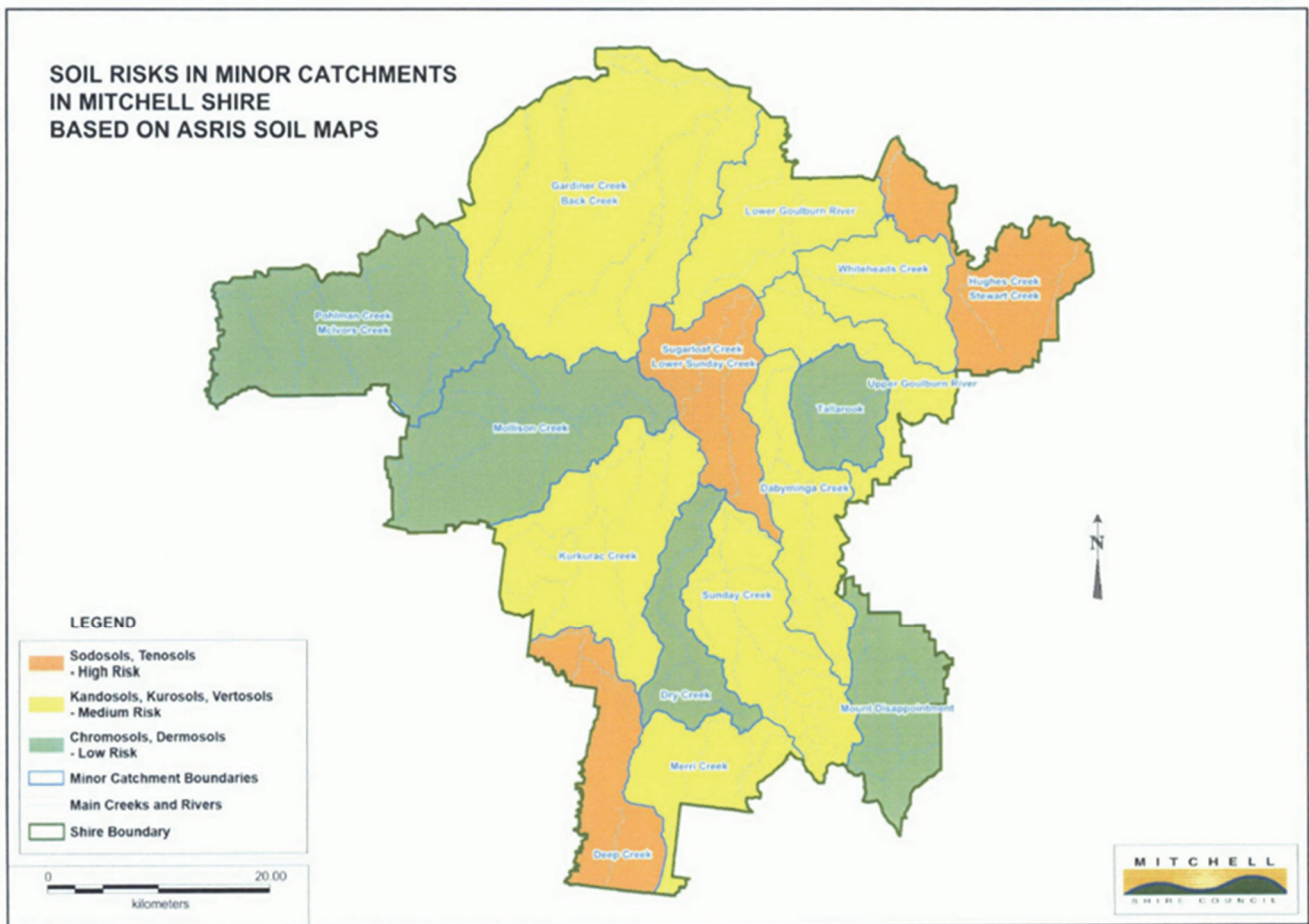 SOIL RISKS IN MINOR CATCHMENTS
IN MITCHELL SHIRE
BASED ON ASRIS SOIL MAPS
Gardiner Creek
Back Creek
Lower Goulburn River
Whiteheads Creek
Hughes Creek
Stewart Creek
Pohlman Creek
McIvors Creek
Sugarloaf Creek
Lower Sunday Creek
Upper Goulburn River
Tallarook
Mollison Creek
Dabyminga Creek
Kurkurac Creek
Sunday Creek
Dry Creek
Mount Disappointment
Merri Creek
Deep Creek
N
LEGEND
Sodosols, Tenosols
- High Risk
Kandosols, Kurosols, Vertosols
- Medium Risk
Chromosols, Dermosols
- Low Risk
Minor Catchment Boundaries
Main Creeks and Rivers
Shire Boundary
0 20.00
kilometers
MITCHELL
SHIRE COUNCIL